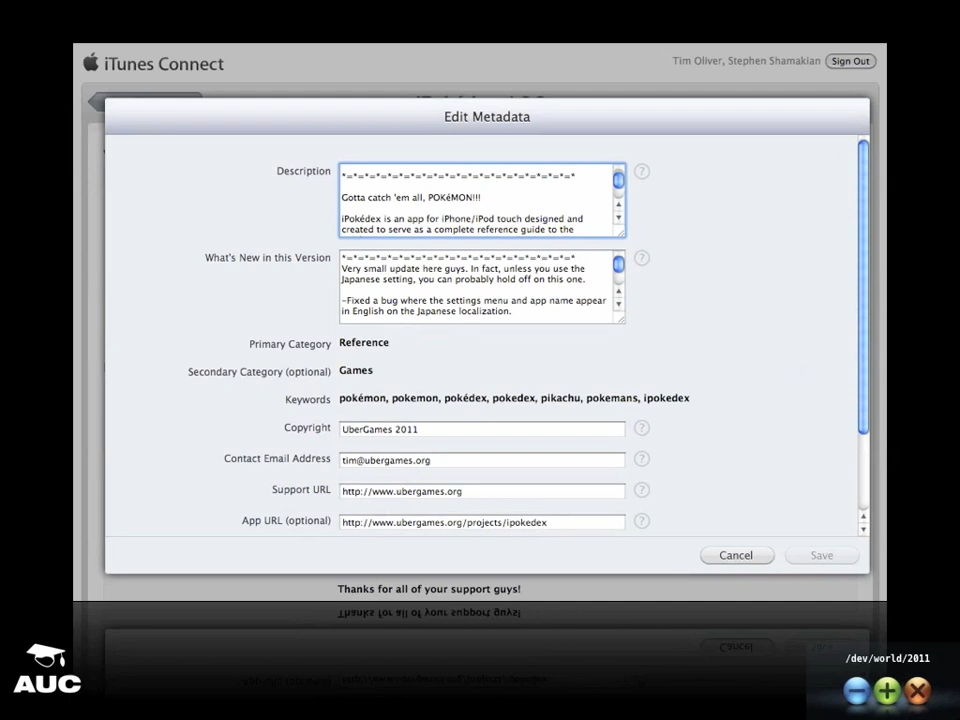 iTunes Connect
Tim Oliver, Stephen Shamakian Sign Out
Edit Metadata
Description
*=*=*=*=*=*=*=*=*=*=*=*=*=*=*=*=*=*=*=*
Gotta catch 'em all, POKéMON!!!
iPokédex is an app for iPhone/iPod touch designed and
created to serve as a complete reference guide to the
What's New in this Version
*=*=*=*=*=*=*=*=*=*=*=*=*=*=*=*=*=*=*=*
Very small update here guys. In fact, unless you use the
Japanese setting, you can probably hold off on this one.
-Fixed a bug where the settings menu and app name appear
in English on the Japanese localization.
Primary Category Reference
Secondary Category (optional) Games
Keywords pokémon, pokemon, pokédex, pokedex, pikachu, pokemans, ipokedex
Copyright UberGames 2011
Contact Email Address tim@ubergames.org
Support URL http://www.ubergames.org
App URL (optional) http://www.ubergames.org/projects/ipokedex
Cancel Save
Thanks for all of your support guys!
AUC
/dev/world/2011